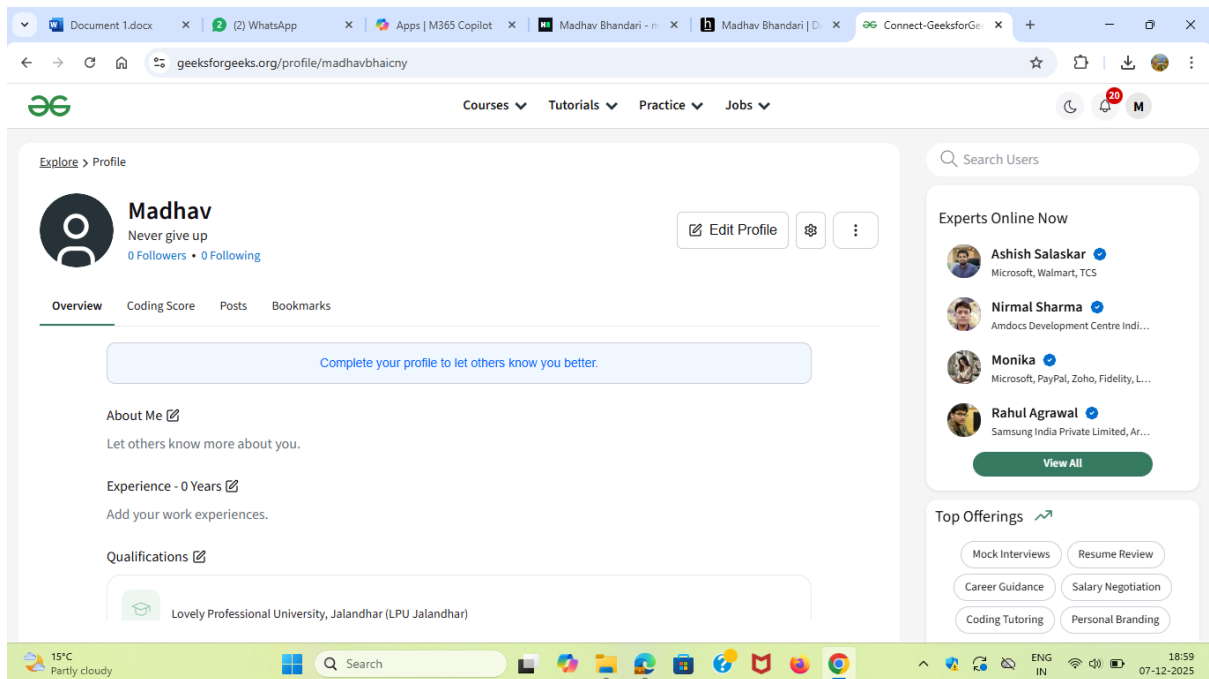 Document 1.docx
(2) WhatsApp
Apps | M365 Copilot
Madhav Bhandari - m
Madhav Bhandari | D
Connect-GeeksforGe
geeksforgeeks.org/profile/madhavbhaicny
Courses Tutorials Practice Jobs
20
M
Explore > Profile
Madhav
Never give up
0 Followers • 0 Following
Edit Profile
Overview Coding Score Posts Bookmarks
Complete your profile to let others know you better.
About Me
Let others know more about you.
Experience - 0 Years
Add your work experiences.
Qualifications
Lovely Professional University, Jalandhar (LPU Jalandhar)
Search Users
Experts Online Now
Ashish Salaskar
Microsoft, Walmart, TCS
Nirmal Sharma
Amdocs Development Centre Indi...
Monika
Microsoft, PayPal, Zoho, Fidelity, L...
Rahul Agrawal
Samsung India Private Limited, Ar...
View All
Top Offerings
Mock Interviews Resume Review
Career Guidance Salary Negotiation
Coding Tutoring Personal Branding
15°C
Partly cloudy
Search
ENG
IN
18:59
07-12-2025